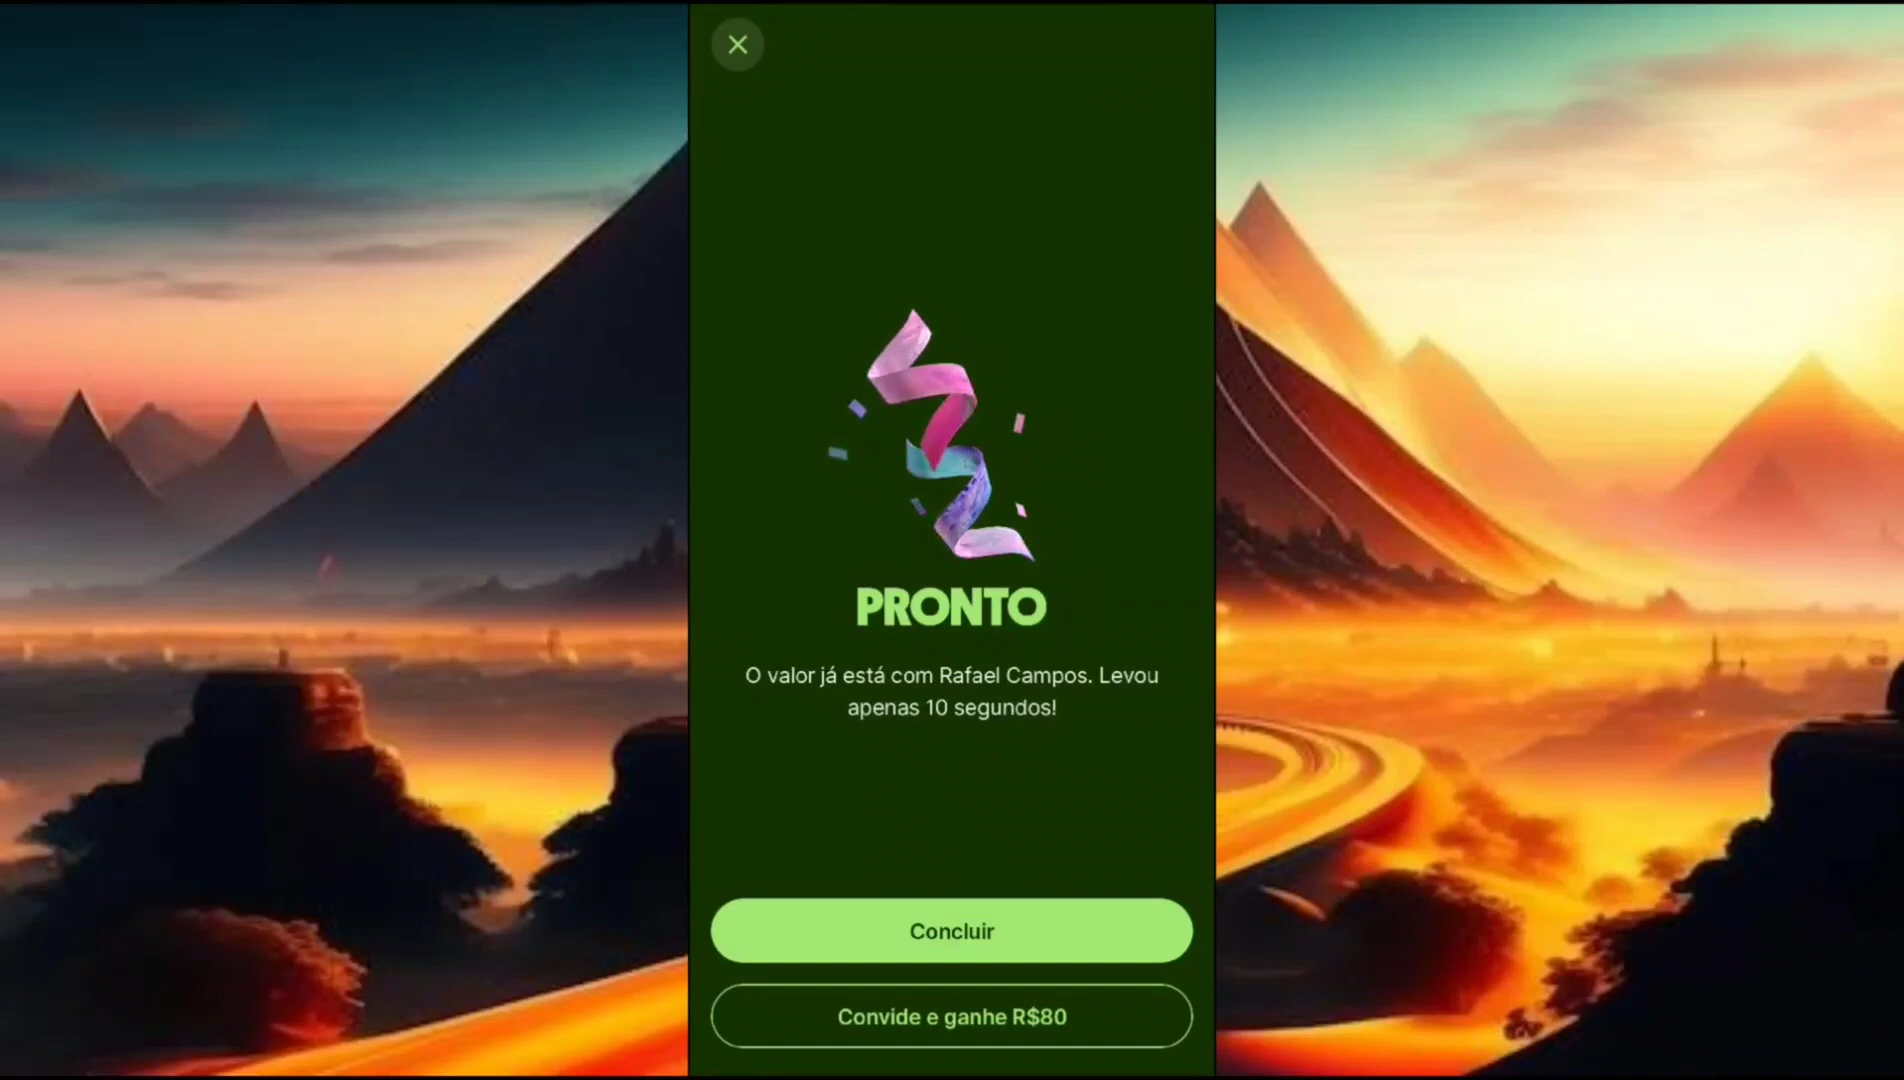 PRONTO
O valor já está com Rafael Campos. Levou
apenas 10 segundos!
Concluir
Convide e ganhe R$80